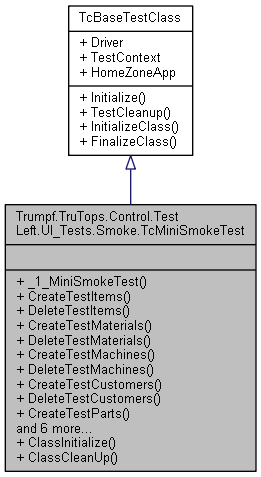 TcBaseTestClass
+ Driver
+ TestContext
+ HomeZoneApp
+ Initialize()
+ TestCleanup()
+ InitializeClass()
+ FinalizeClass()
Trumpf.TruTops.Control.Test
Left.UI_Tests.Smoke.TcMiniSmokeTest
+ _1_MiniSmokeTest()
+ CreateTestItems()
+ DeleteTestItems()
+ CreateTestMaterials()
+ DeleteTestMaterials()
+ CreateTestMachines()
+ DeleteTestMachines()
+ CreateTestCustomers()
+ DeleteTestCustomers()
+ CreateTestParts()
and 6 more...
+ ClassInitialize()
+ ClassCleanUp()